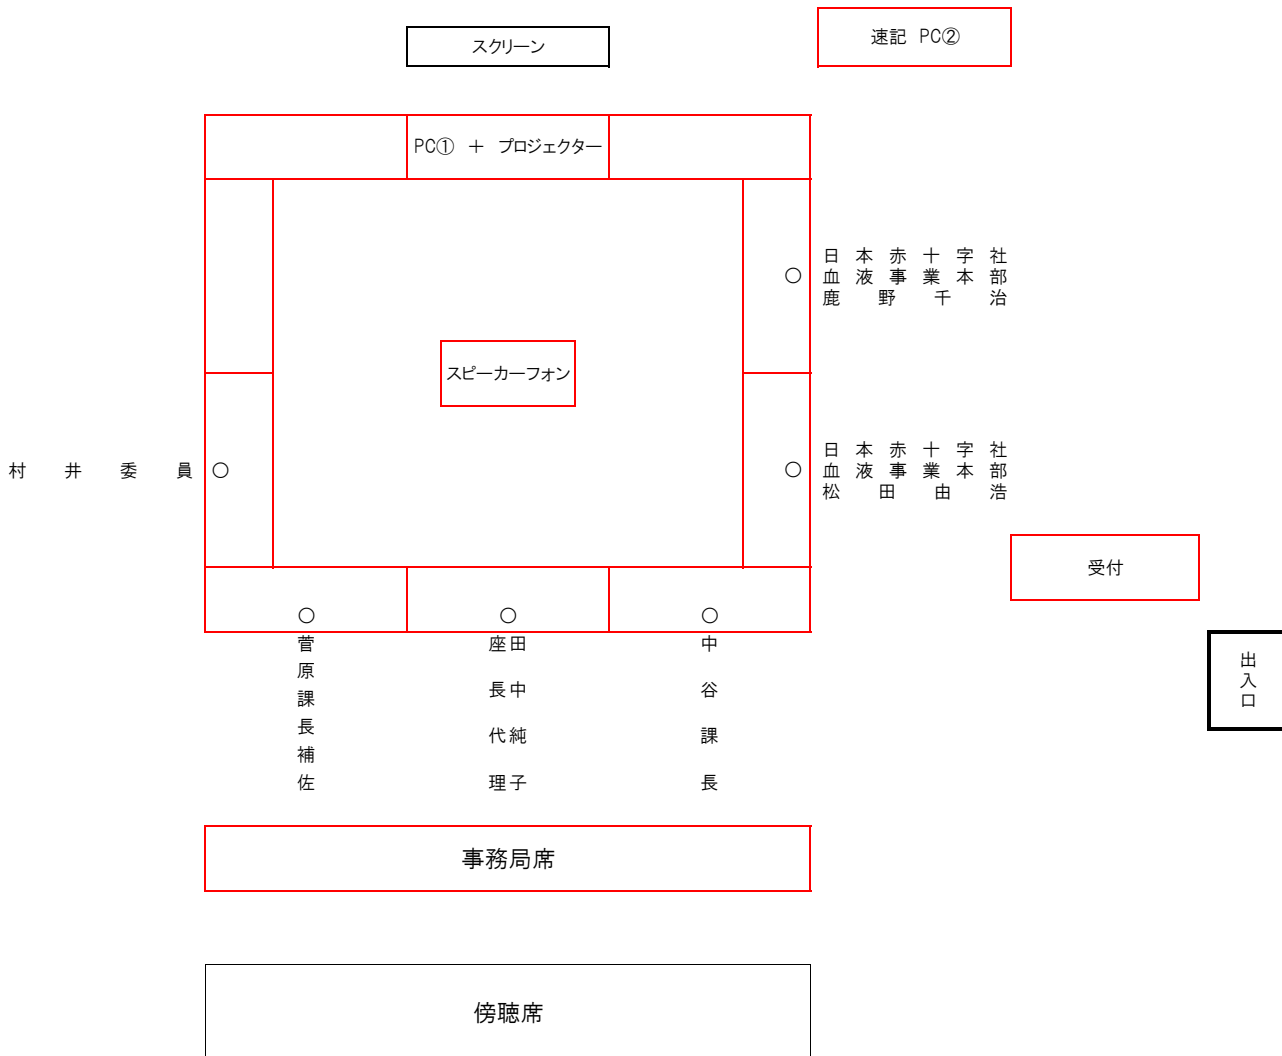 スクリーン
速記 PC②
PC① + プロジェクター
日本赤十字社
血液事業本部
鹿野千治
○
スピーカーフォン
村井委員
○
○
日本赤十字社
血液事業本部
松田由浩
受付
○
○
○
菅原課長補佐
田中純子
座長代理
中谷課長
出入口
事務局席
傍聴席